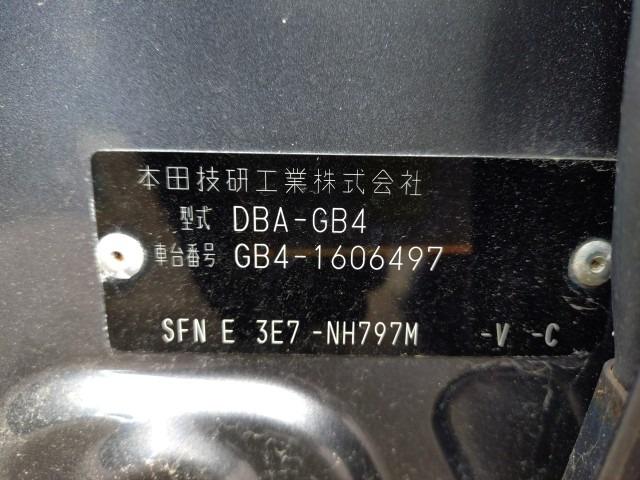 本田技研工業株式会社
型式 DBA-GB4
車台番号 GB4-1606497
SFN E 3E7 -NH797M -V -C